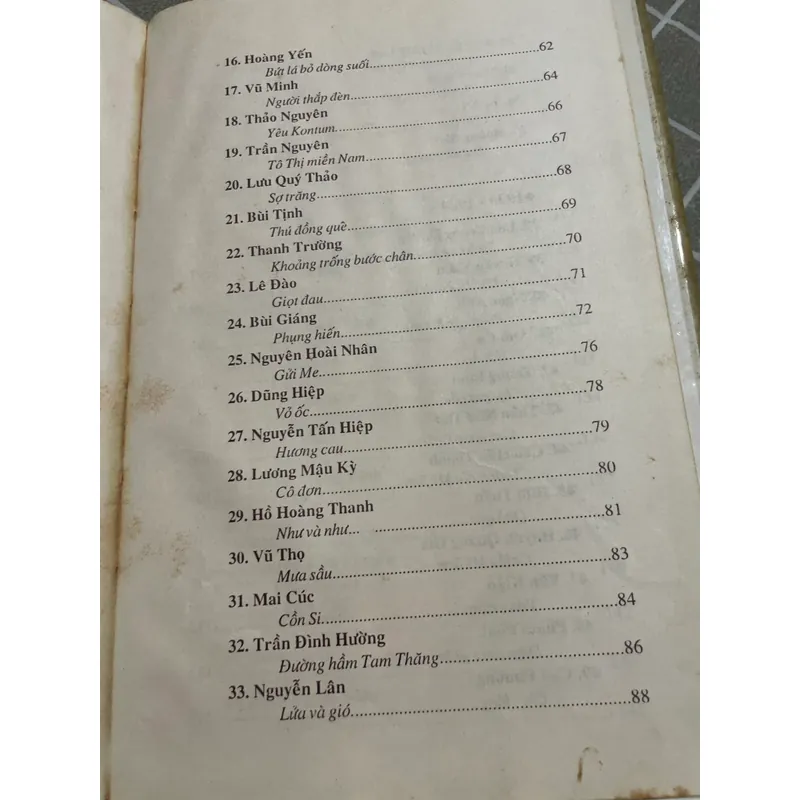 16. Hoàng Yến
Bứt lá bỏ dòng suối....................62
17. Vũ Minh
Người thắp đèn....................64
18. Thảo Nguyên
Yêu Kontum....................66
19. Trần Nguyên
Tô Thị miền Nam....................67
20. Lưu Quý Thảo
Sợ trăng....................68
21. Bùi Tịnh
Thú đồng quê....................69
22. Thanh Trường
Khoảng trống bước chân....................70
23. Lê Đào
Giọt đau....................71
24. Bùi Giáng
Phụng hiến....................72
25. Nguyên Hoài Nhân
Gửi Mẹ....................76
26. Dũng Hiệp
Vỏ ốc....................78
27. Nguyễn Tấn Hiệp
Hương cau....................79
28. Lương Mậu Kỳ
Cô đơn....................80
29. Hồ Hoàng Thanh
Như và như... ....................81
30. Vũ Thọ
Mưa sầu....................83
31. Mai Cúc
Cồn Si....................84
32. Trần Đình Hường
Đường hầm Tam Thăng....................86
33. Nguyễn Lân
Lửa và gió....................88